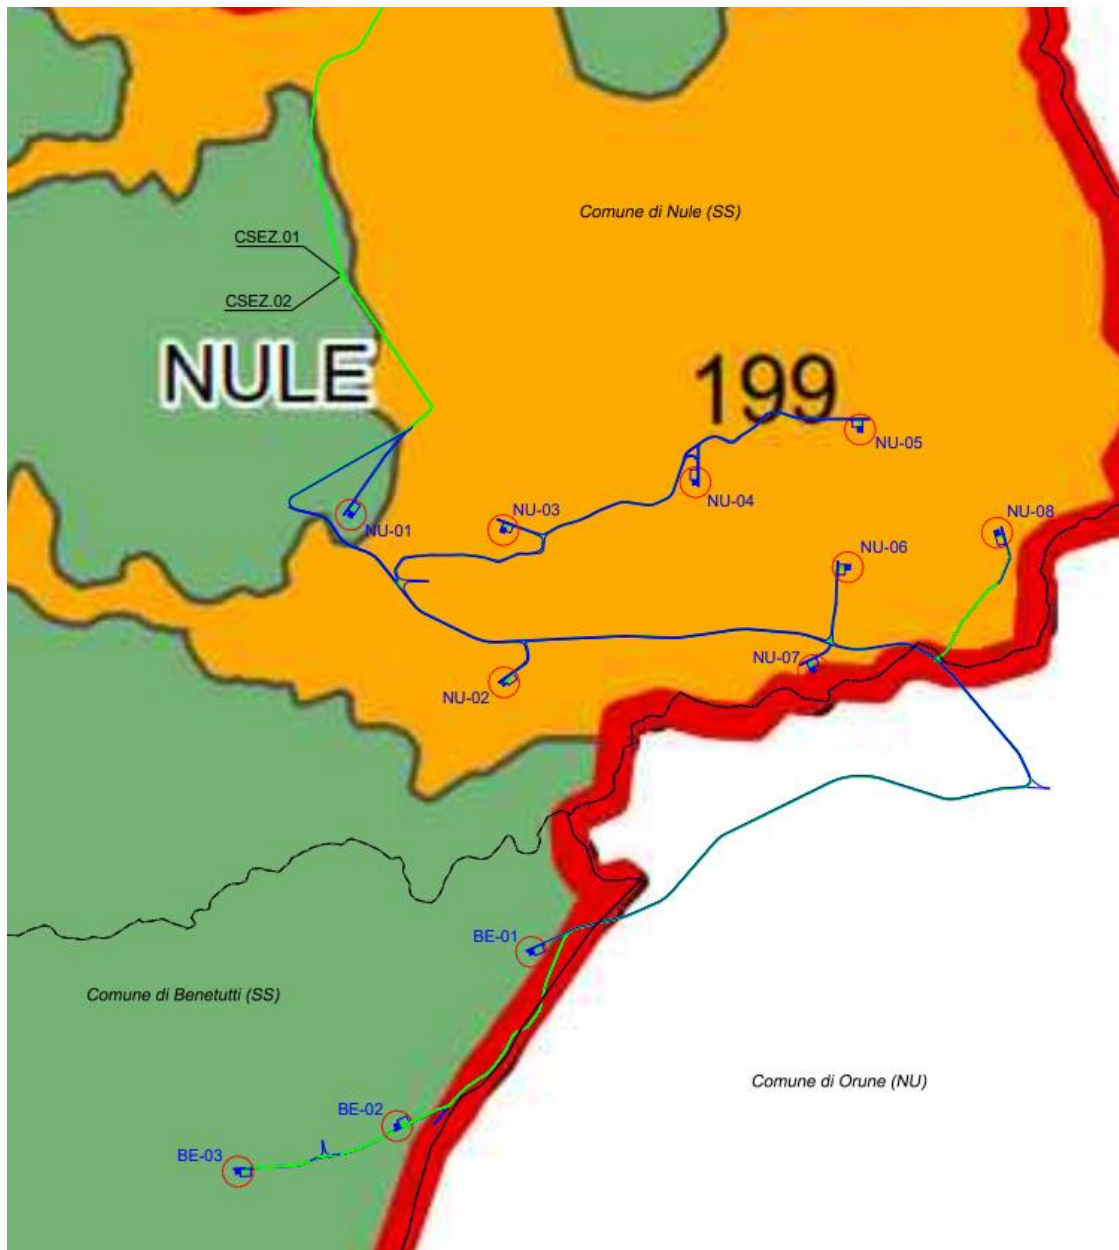 Comune di Nule (SS)
CSEZ.01
CSEZ.02
NULE
199
NU-05
NU-04
NU-03
NU-01
NU-08
NU-06
NU-07
NU-02
BE-01
Comune di Benetutti (SS)
Comune di Orune (NU)
BE-02
BE-03